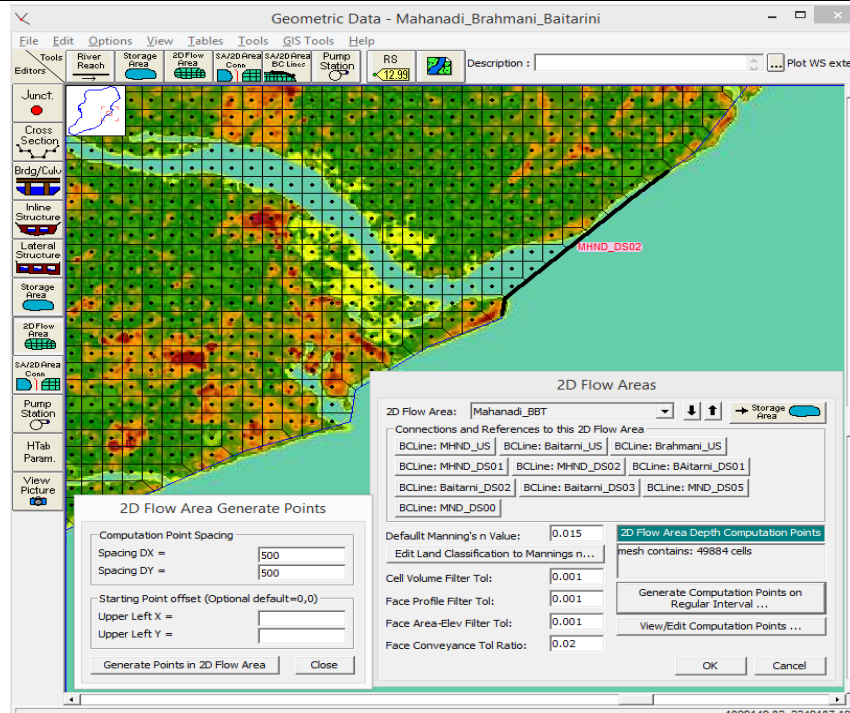 Geometric Data - Mahanadi_Brahmani_Baitarini
File Edit Options View Tables Tools GIS Tools Help
Tools
Editors
River Reach
Storage Area
2D Flow Area
SA/2D Area Conn
SA/2D Area BC Lines
Pump Station
RS
12.99
Description :
...
Plot WS exte
Junct.
Cross Section
Brdg/Culv
Inline Structure
Lateral Structure
Storage Area
2D Flow Area
SA/2D Area Conn
Pump Station
HTab Param.
View Picture
MHND_DS02
2D Flow Areas
2D Flow Area: Mahanadi_BBT
Storage Area
Connections and References to this 2D Flow Area
BCLine: MHND_US BCLine: Baitarni_US BCLine: Brahmani_US
BCLine: MHND_DS01 BCLine: MHND_DS02 BCLine: BAitarni_DS01
BCLine: Baitarni_DS02 BCLine: Baitarni_DS03 BCLine: MND_DS05
BCLine: MND_DS00
Defaullt Manning's n Value: 0.015
Edit Land Classification to Mannings n...
Cell Volume Filter Tol: 0.001
Face Profile Filter Tol: 0.001
Face Area-Elev Filter Tol: 0.001
Face Conveyance Tol Ratio: 0.02
2D Flow Area Depth Computation Points
mesh contains: 49884 cells
Generate Computation Points on
Regular Interval ...
View/Edit Computation Points ...
OK Cancel
2D Flow Area Generate Points
Computation Point Spacing
Spacing DX = 500
Spacing DY = 500
Starting Point offset (Optional default=0,0)
Upper Left X =
Upper Left Y =
Generate Points in 2D Flow Area Close